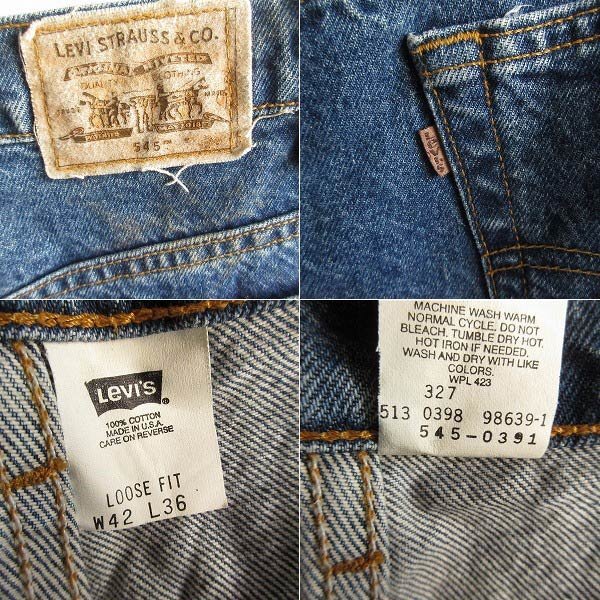 LEVI STRAUSS & CO.
545™
Levi's
100% COTTON
MADE IN U.S.A.
CARE ON REVERSE
LOOSE FIT
W42 L36
MACHINE WASH WARM
NORMAL CYCLE. DO NOT
BLEACH. TUMBLE DRY HOT.
HOT IRON IF NEEDED.
WASH AND DRY WITH LIKE
COLORS.
WPL 423
327
513 0398 98639-1
545-0391